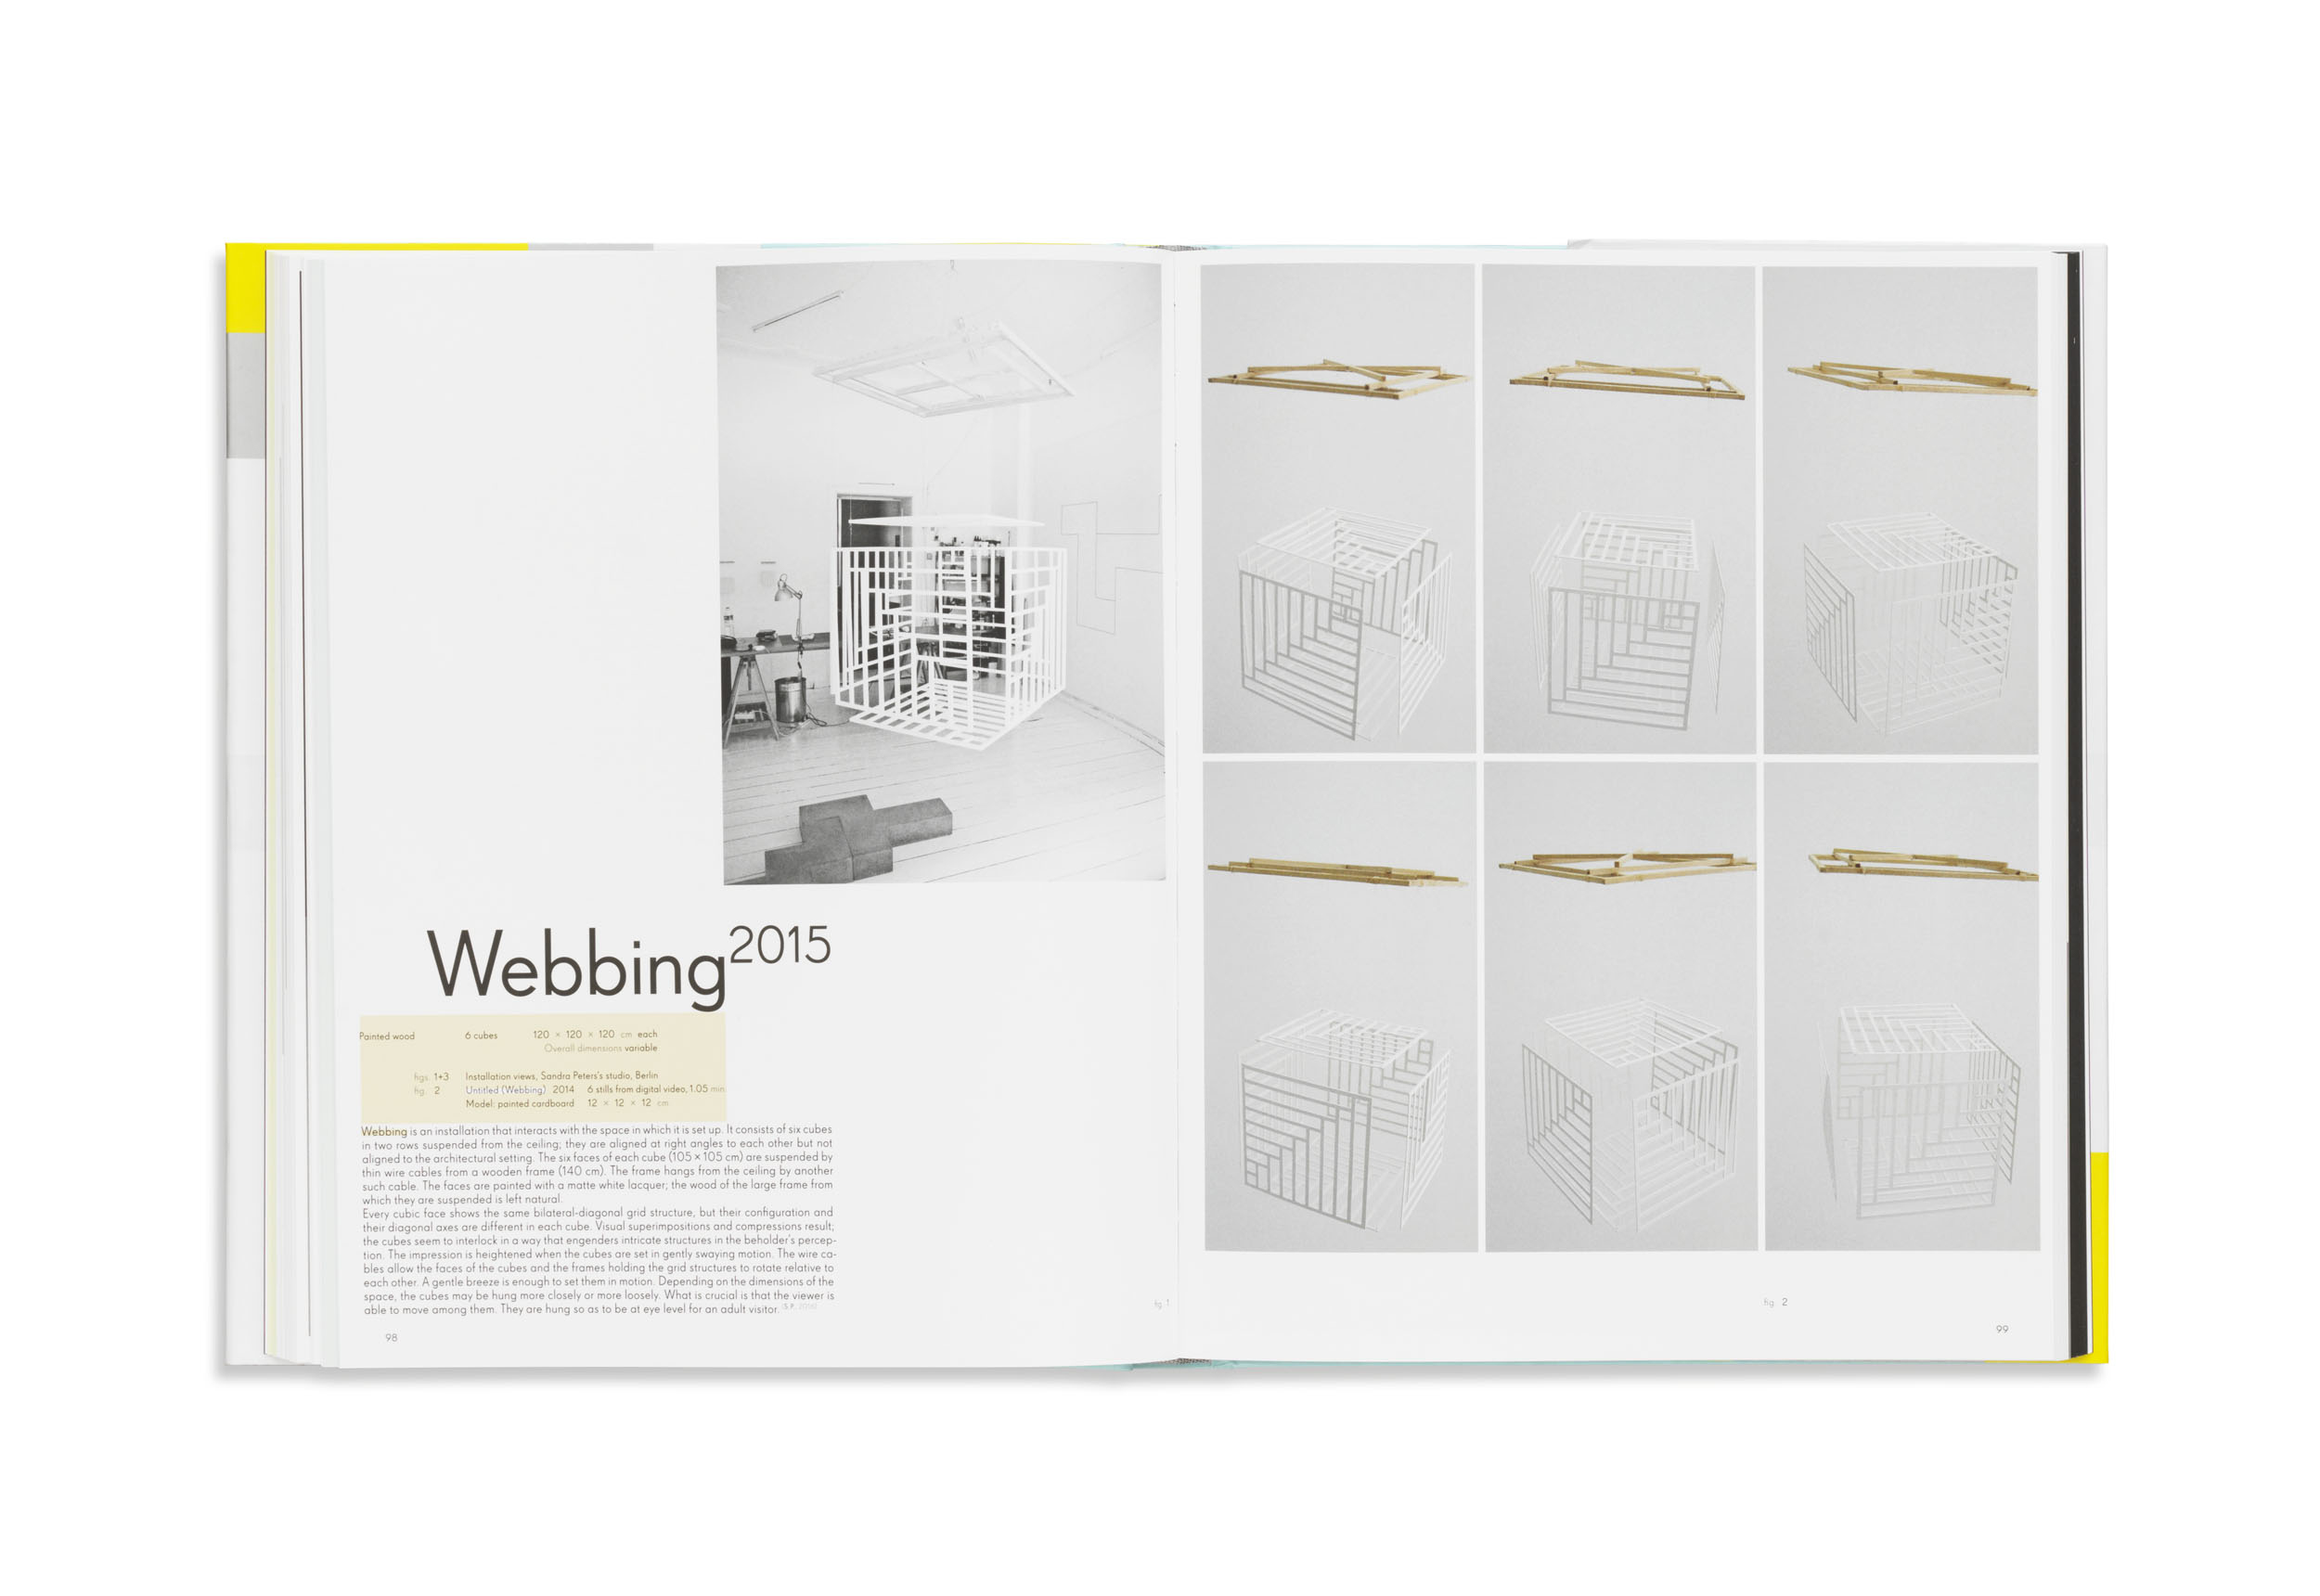 Webbing 2015
Painted wood 6 cubes 120 × 120 × 120 cm each
Overall dimensions variable
figs. 1+3 Installation views, Sandra Peters's studio, Berlin
fig. 2 Untitled (Webbing) 2014 6 stills from digital video, 1.05 min
Model: painted cardboard 12 × 12 × 12 cm
Webbing is an installation that interacts with the space in which it is set up. It consists of six cubes
in two rows suspended from the ceiling; they are aligned at right angles to each other but not
aligned to the architectural setting. The six faces of each cube (105 × 105 cm) are suspended by
thin wire cables from a wooden frame (140 cm). The frame hangs from the ceiling by another
such cable. The faces are painted with a matte white lacquer; the wood of the large frame from
which they are suspended is left natural.
Every cubic face shows the same bilateral-diagonal grid structure, but their configuration and
their diagonal axes are different in each cube. Visual superimpositions and compressions result;
the cubes seem to interlock in a way that engenders intricate structures in the beholder's percep-
tion. The impression is heightened when the cubes are set in gently swaying motion. The wire ca-
bles allow the faces of the cubes and the frames holding the grid structures to rotate relative to
each other. A gentle breeze is enough to set them in motion. Depending on the dimensions of the
space, the cubes may be hung more closely or more loosely. What is crucial is that the viewer is
able to move among them. They are hung so as to be at eye level for an adult visitor. (S.P.
98
fig. 1
fig. 2
99